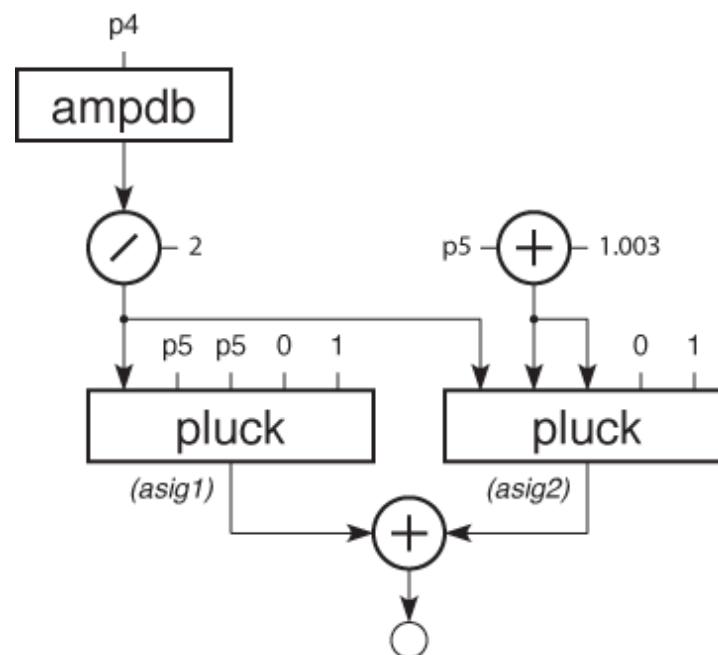 p4
ampdb
2
p5 + 1.003
p5 p5 0 1
0 1
pluck
pluck
(asig1)
(asig2)
+